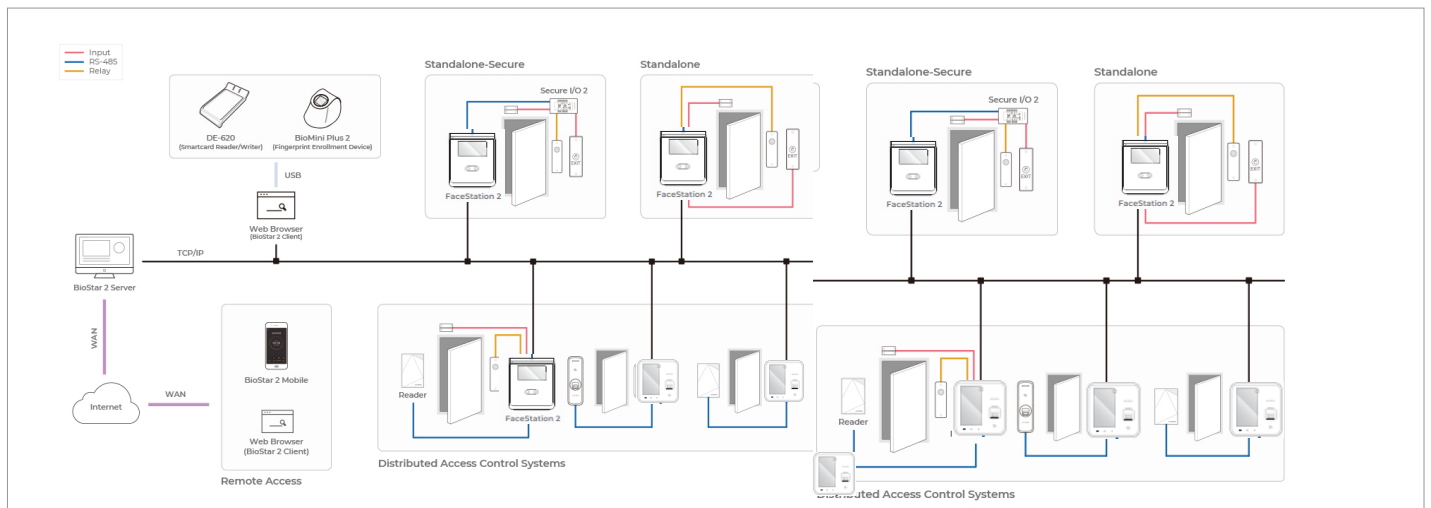 Input
RS-485
Relay
DE-620
(Smartcard Reader/Writer)
BioMini Plus 2
(Fingerprint Enrollment Device)
USB
Web Browser
(BioStar 2 Client)
TCP/IP
BioStar 2 Server
WAN
Internet
WAN
BioStar 2 Mobile
Web Browser
(BioStar 2 Client)
Remote Access
Standalone-Secure
Secure I/O 2
EXIT
FaceStation 2
Standalone
EXIT
FaceStation 2
Standalone-Secure
Secure I/O 2
EXIT
FaceStation 2
Standalone
EXIT
FaceStation 2
Reader
FaceStation 2
Distributed Access Control Systems
Reader
Distributed Access Control Systems